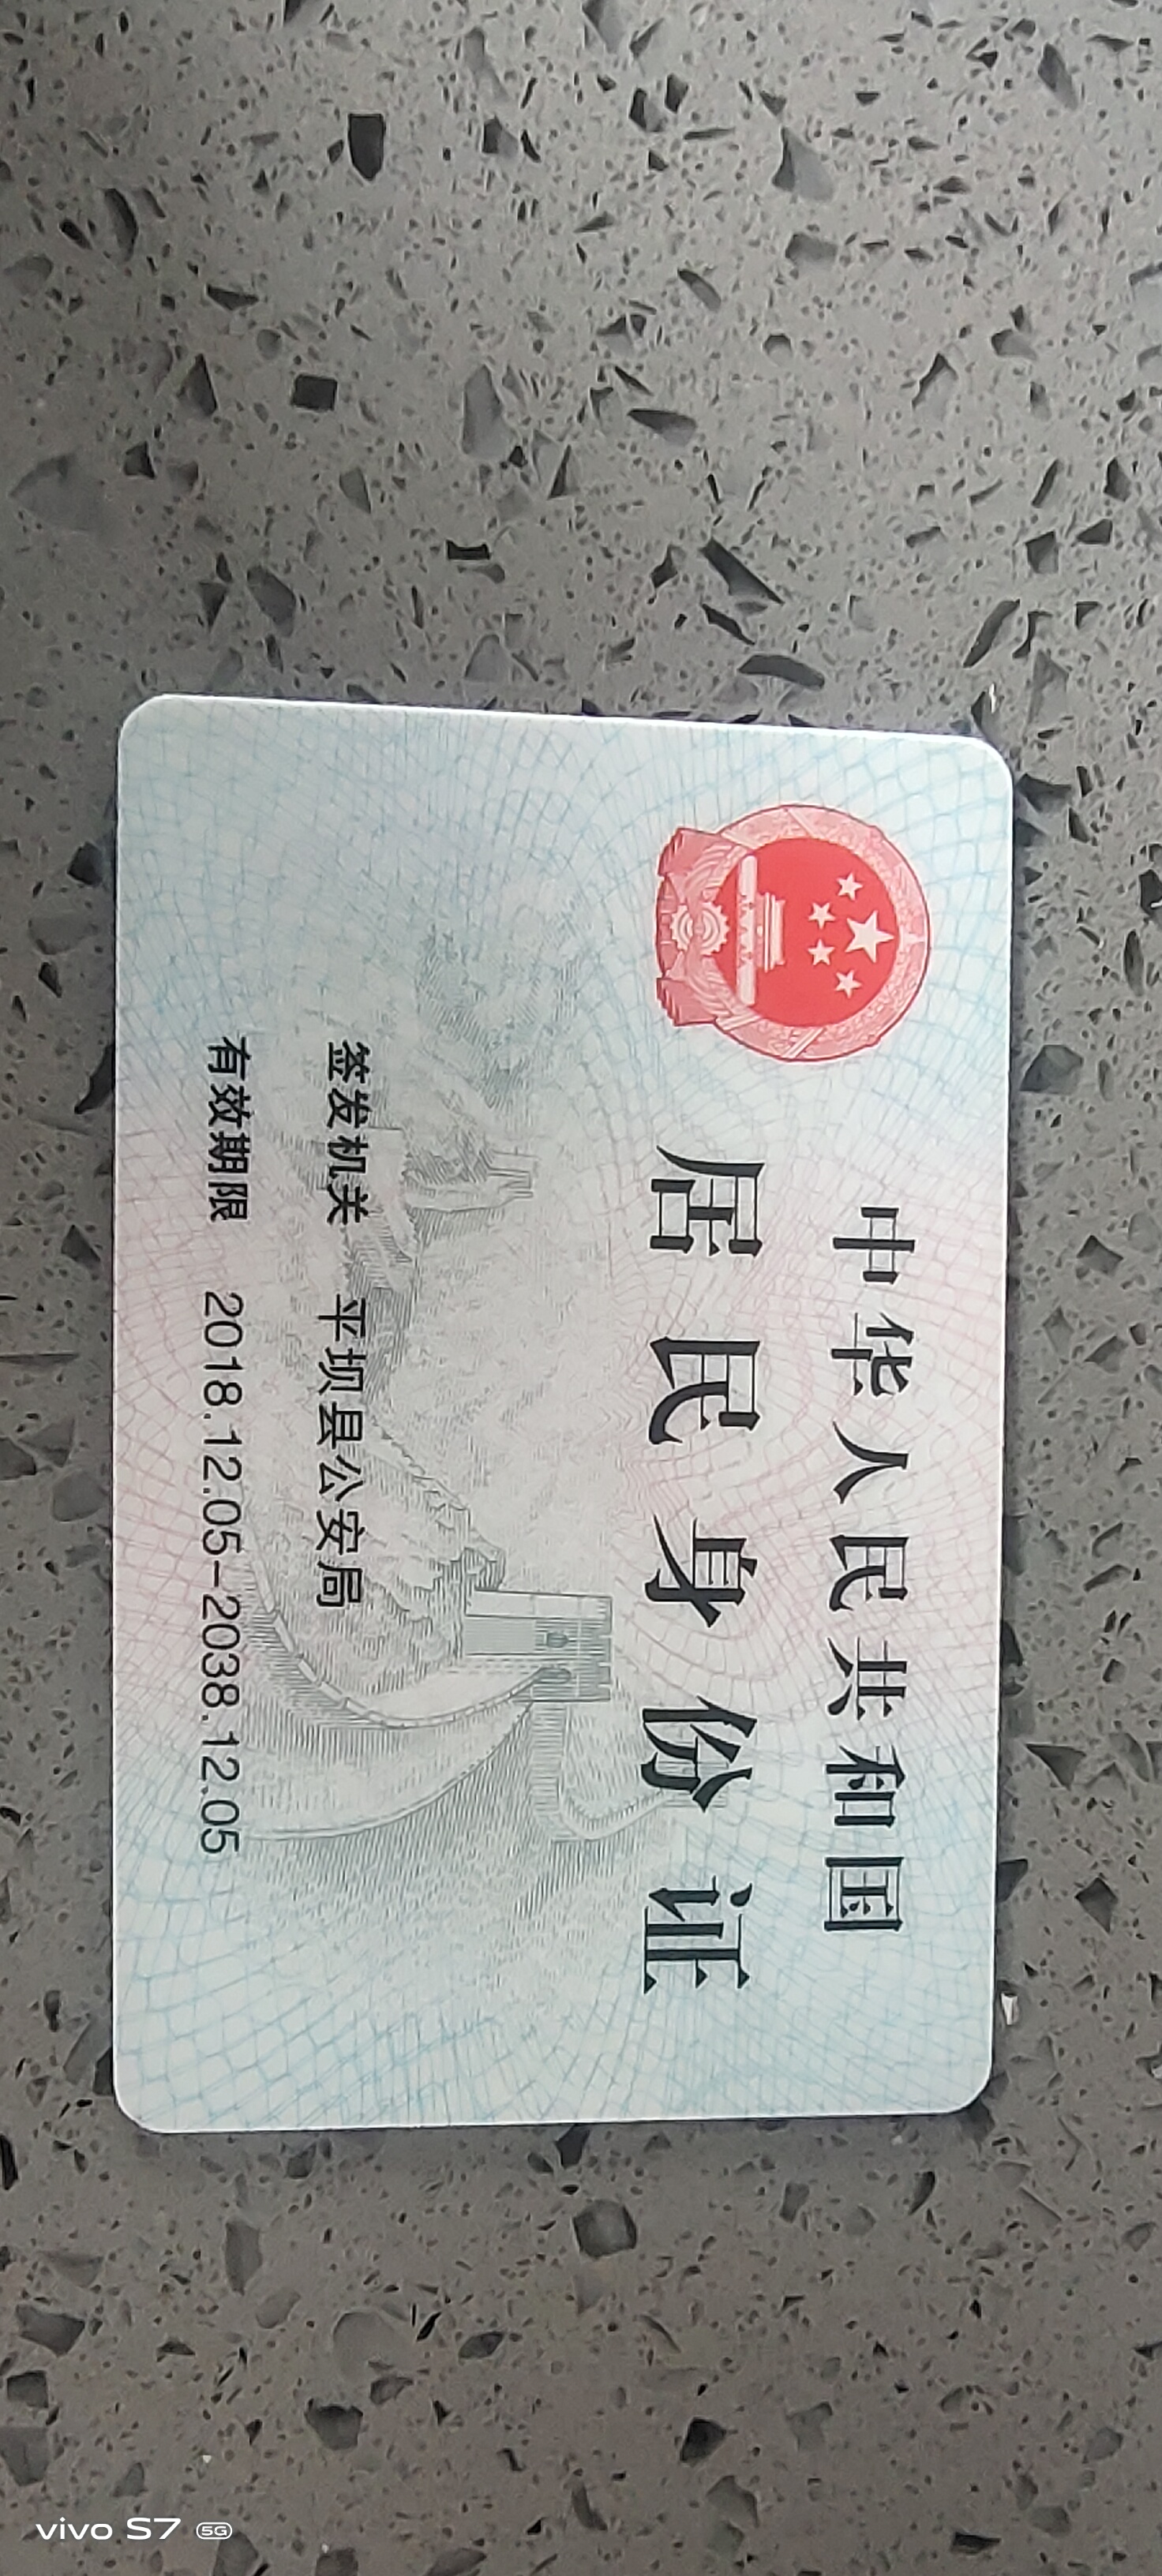 中华人民共和国
居民身份证
签发机关 平坝县公安局
有效期限 2018.12.05-2038.12.05
vivo S7 5G